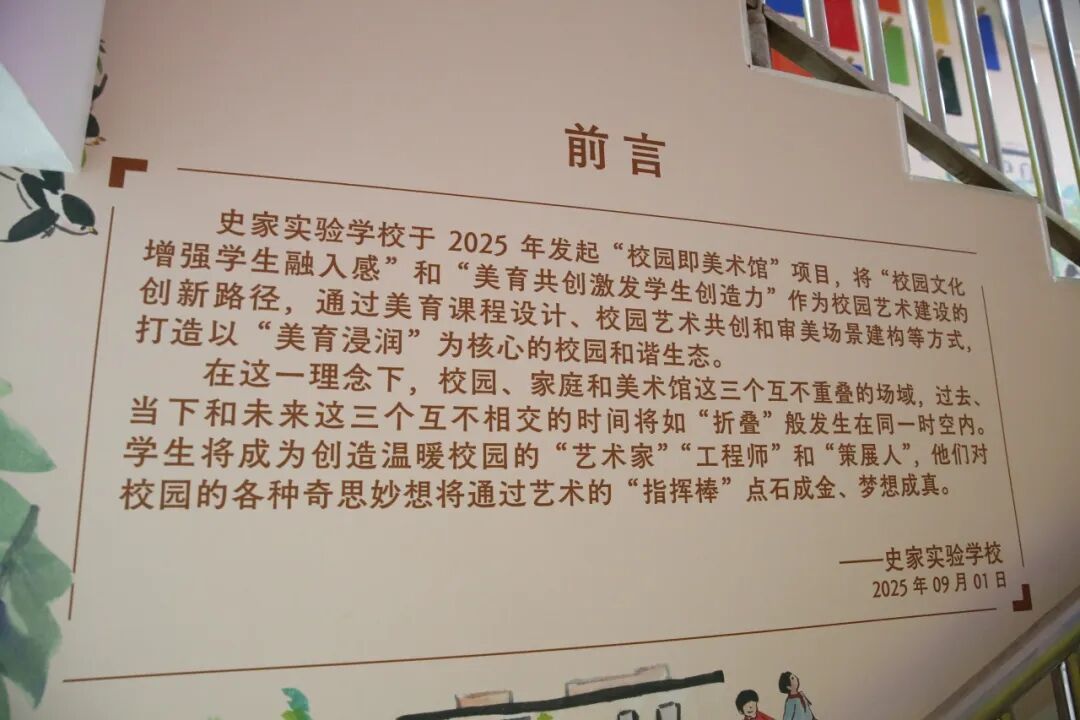 前言
史家实验学校于 2025 年发起“校园即美术馆”项目，将“校园文化
增强学生融入感”和“美育共创激发学生创造力”作为校园艺术建设的
创新路径，通过美育课程设计、校园艺术共创和审美场景建构等方式，
打造以“美育浸润”为核心的校园和谐生态。
在这一理念下，校园、家庭和美术馆这三个互不重叠的场域，过去、
当下和未来这三个互不相交的时间将如“折叠”般发生在同一时空内。
学生将成为创造温暖校园的“艺术家”“工程师”和“策展人”，他们对
校园的各种奇思妙想将通过艺术的“指挥棒”点石成金、梦想成真。
——史家实验学校
2025 年 09 月 01 日